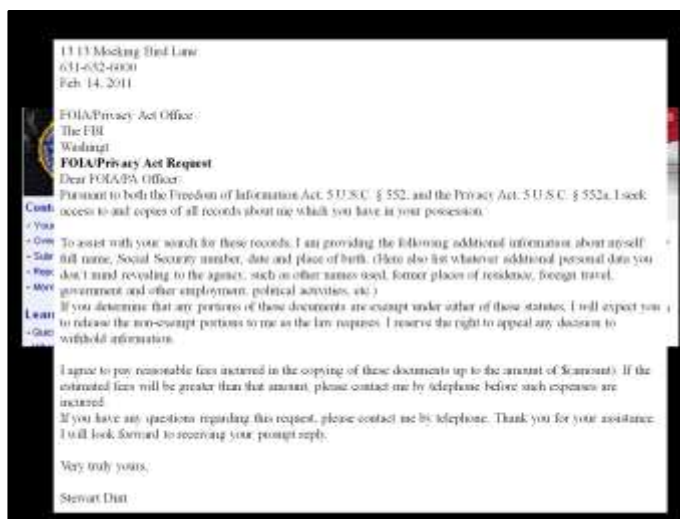 1313 Mocking Bird Lane
631-632-6000
Feb. 14, 2011
FOIA/Privacy Act Office
The FBI
Washingt
FOIA/Privacy Act Request
Dear FOIA/PA Officer:
Pursuant to both the Freedom of Information Act, 5 U.S.C. § 552, and the Privacy Act, 5 U.S.C. § 552a, I seek
access to and copies of all records about me which you have in your possession.
To assist with your search for these records, I am providing the following additional information about myself:
full name, Social Security number, date and place of birth. (Here also list whatever additional personal data you
don't mind revealing to the agency, such as other names used, former places of residence, foreign travel,
government and other employment, political activities, etc.)
If you determine that any portions of these documents are exempt under either of these statutes, I will expect you
to release the non-exempt portions to me as the law requires. I reserve the right to appeal any decision to
withhold information.
I agree to pay reasonable fees incurred in the copying of these documents up to the amount of $(amount). If the
estimated fees will be greater than that amount, please contact me by telephone before such expenses are
incurred.
If you have any questions regarding this request, please contact me by telephone. Thank you for your assistance.
I will look forward to receiving your prompt reply.
Very truly yours,
Stewart Dist
Cont
- Your
- Over
- Subr
- More
Lear
- Quic